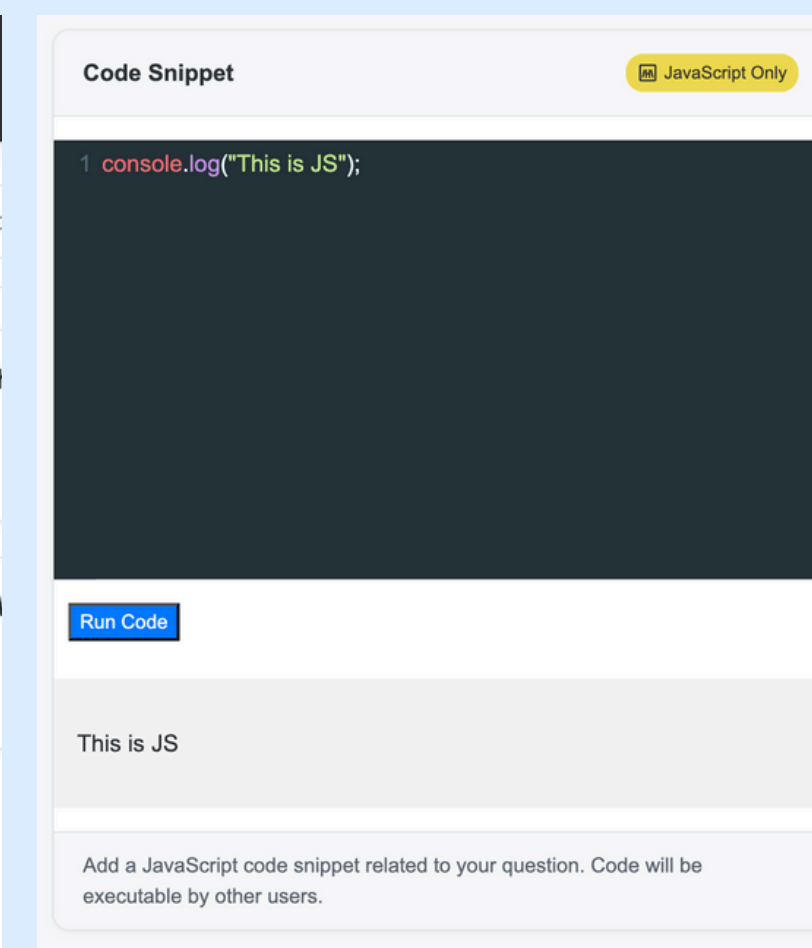 Code Snippet
JavaScript Only
1 console.log("This is JS");
Run Code
This is JS
Add a JavaScript code snippet related to your question. Code will be
executable by other users.